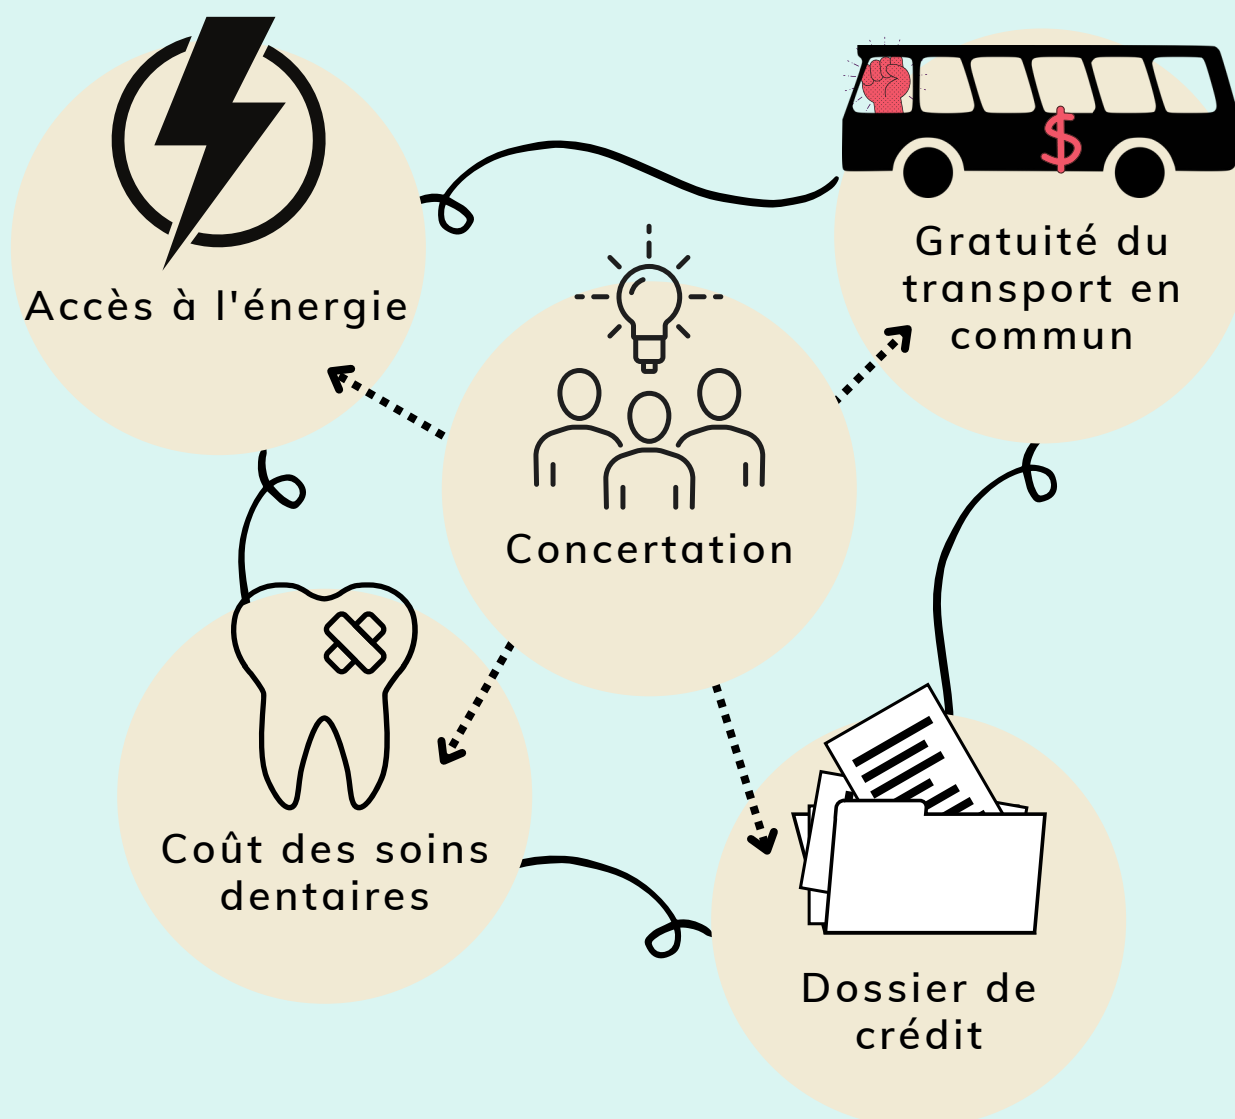 Accès à l'énergie
Gratuité du
transport en
commun
$
Concertation
Coût des soins
dentaires
Dossier de
crédit